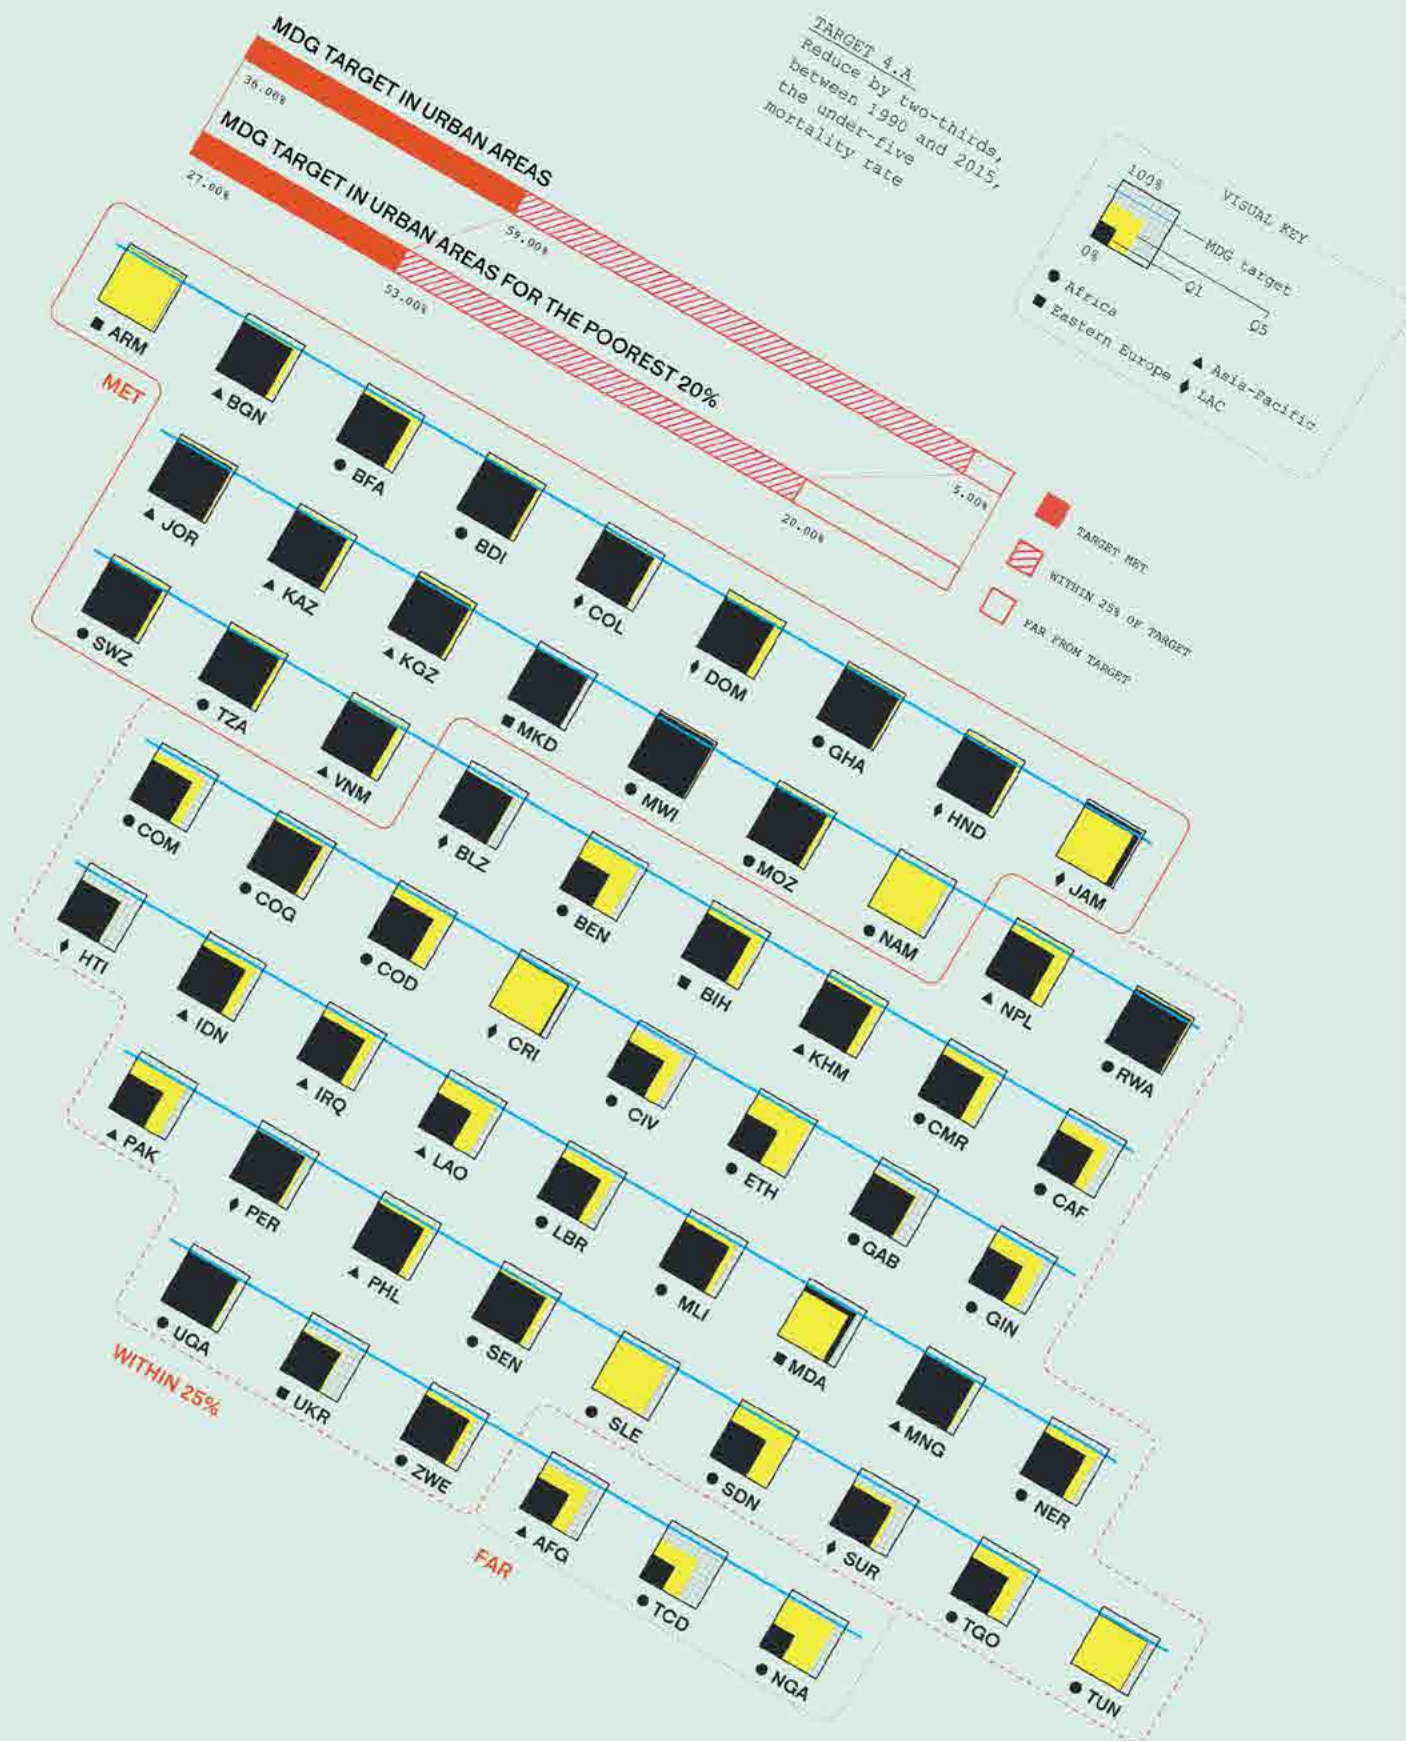 TARGET 4.A
Reduce by two-thirds,
between 1990 and 2015,
the under-five
mortality rate
VISUAL KEY
100%
MDG target
0%
Q1
Q5
● Africa
■ Eastern Europe
▲ Asia-Pacific
♦ LAC
MDG TARGET IN URBAN AREAS
36.00%
59.00%
5.00%
MDG TARGET IN URBAN AREAS FOR THE POOREST 20%
27.00%
53.00%
20.00%
TARGET MET
WITHIN 25% OF TARGET
FAR FROM TARGET
MET
■ ARM
▲ BGN
● BFA
● BDI
♦ COL
♦ DOM
● GHA
♦ HND
♦ JAM
▲ JOR
▲ KAZ
▲ KGZ
■ MKD
● MWI
● MOZ
● NAM
▲ NPL
● RWA
● SWZ
● TZA
▲ VNM
♦ BLZ
● BEN
■ BIH
▲ KHM
● CMR
● CAF
● COM
● COG
● COD
♦ CRI
● CIV
● ETH
● GAB
● GIN
♦ HTI
▲ IDN
▲ IRQ
▲ LAO
● LBR
● MLI
■ MDA
▲ MNG
● NER
▲ PAK
♦ PER
▲ PHL
● SEN
● SLE
● SDN
♦ SUR
● TGO
● TUN
● UGA
■ UKR
● ZWE
▲ AFG
● TCD
● NGA
WITHIN 25%
FAR